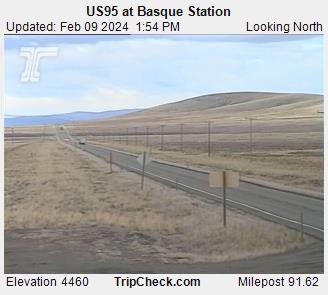 US95 at Basque Station
Updated: Feb 09 2024 1:54 PM Looking North
Elevation 4460 TripCheck.com Milepost 91.62